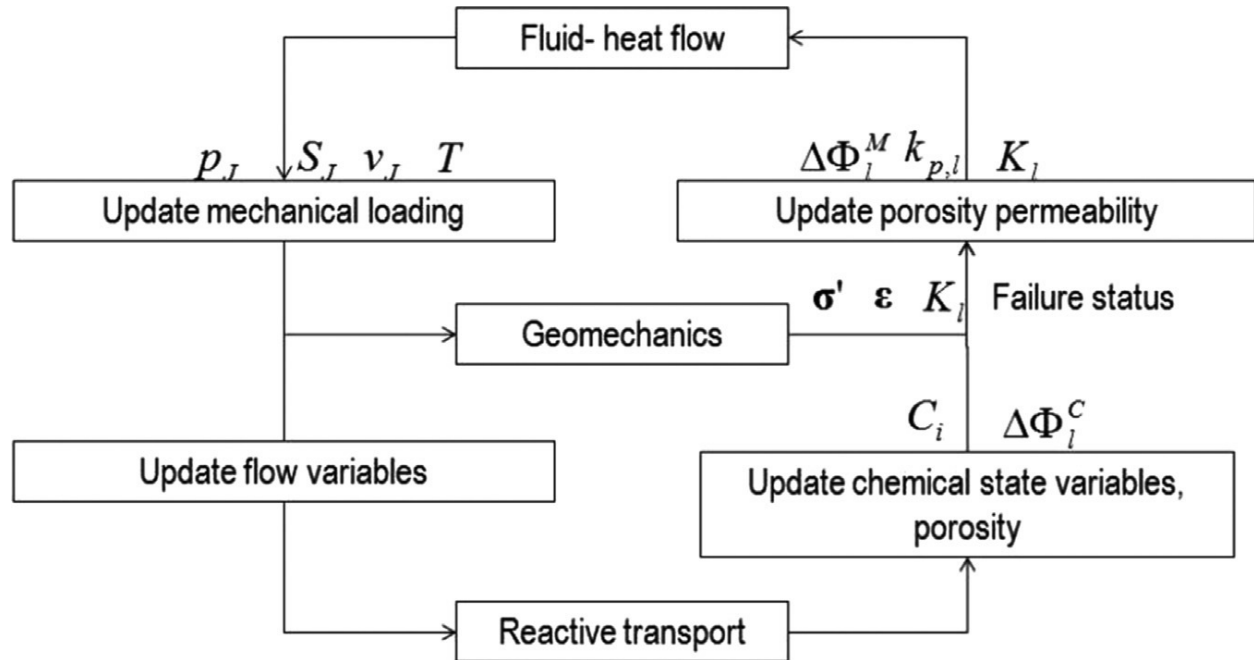 Fluid- heat flow
p_J S_J v_J T
ΔΦ_l^M k_{p,l} K_l
Update mechanical loading
Update porosity permeability
σ' ε K_l Failure status
Geomechanics
C_i ΔΦ_l^C
Update flow variables
Update chemical state variables,
porosity
Reactive transport